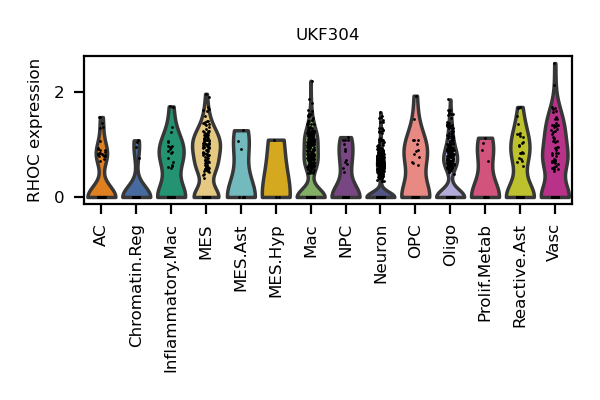 UKF304
RHOC expression
2
0
AC
Chromatin.Reg
Inflammatory.Mac
MES
MES.Ast
MES.Hyp
Mac
NPC
Neuron
OPC
Oligo
Prolif.Metab
Reactive.Ast
Vasc